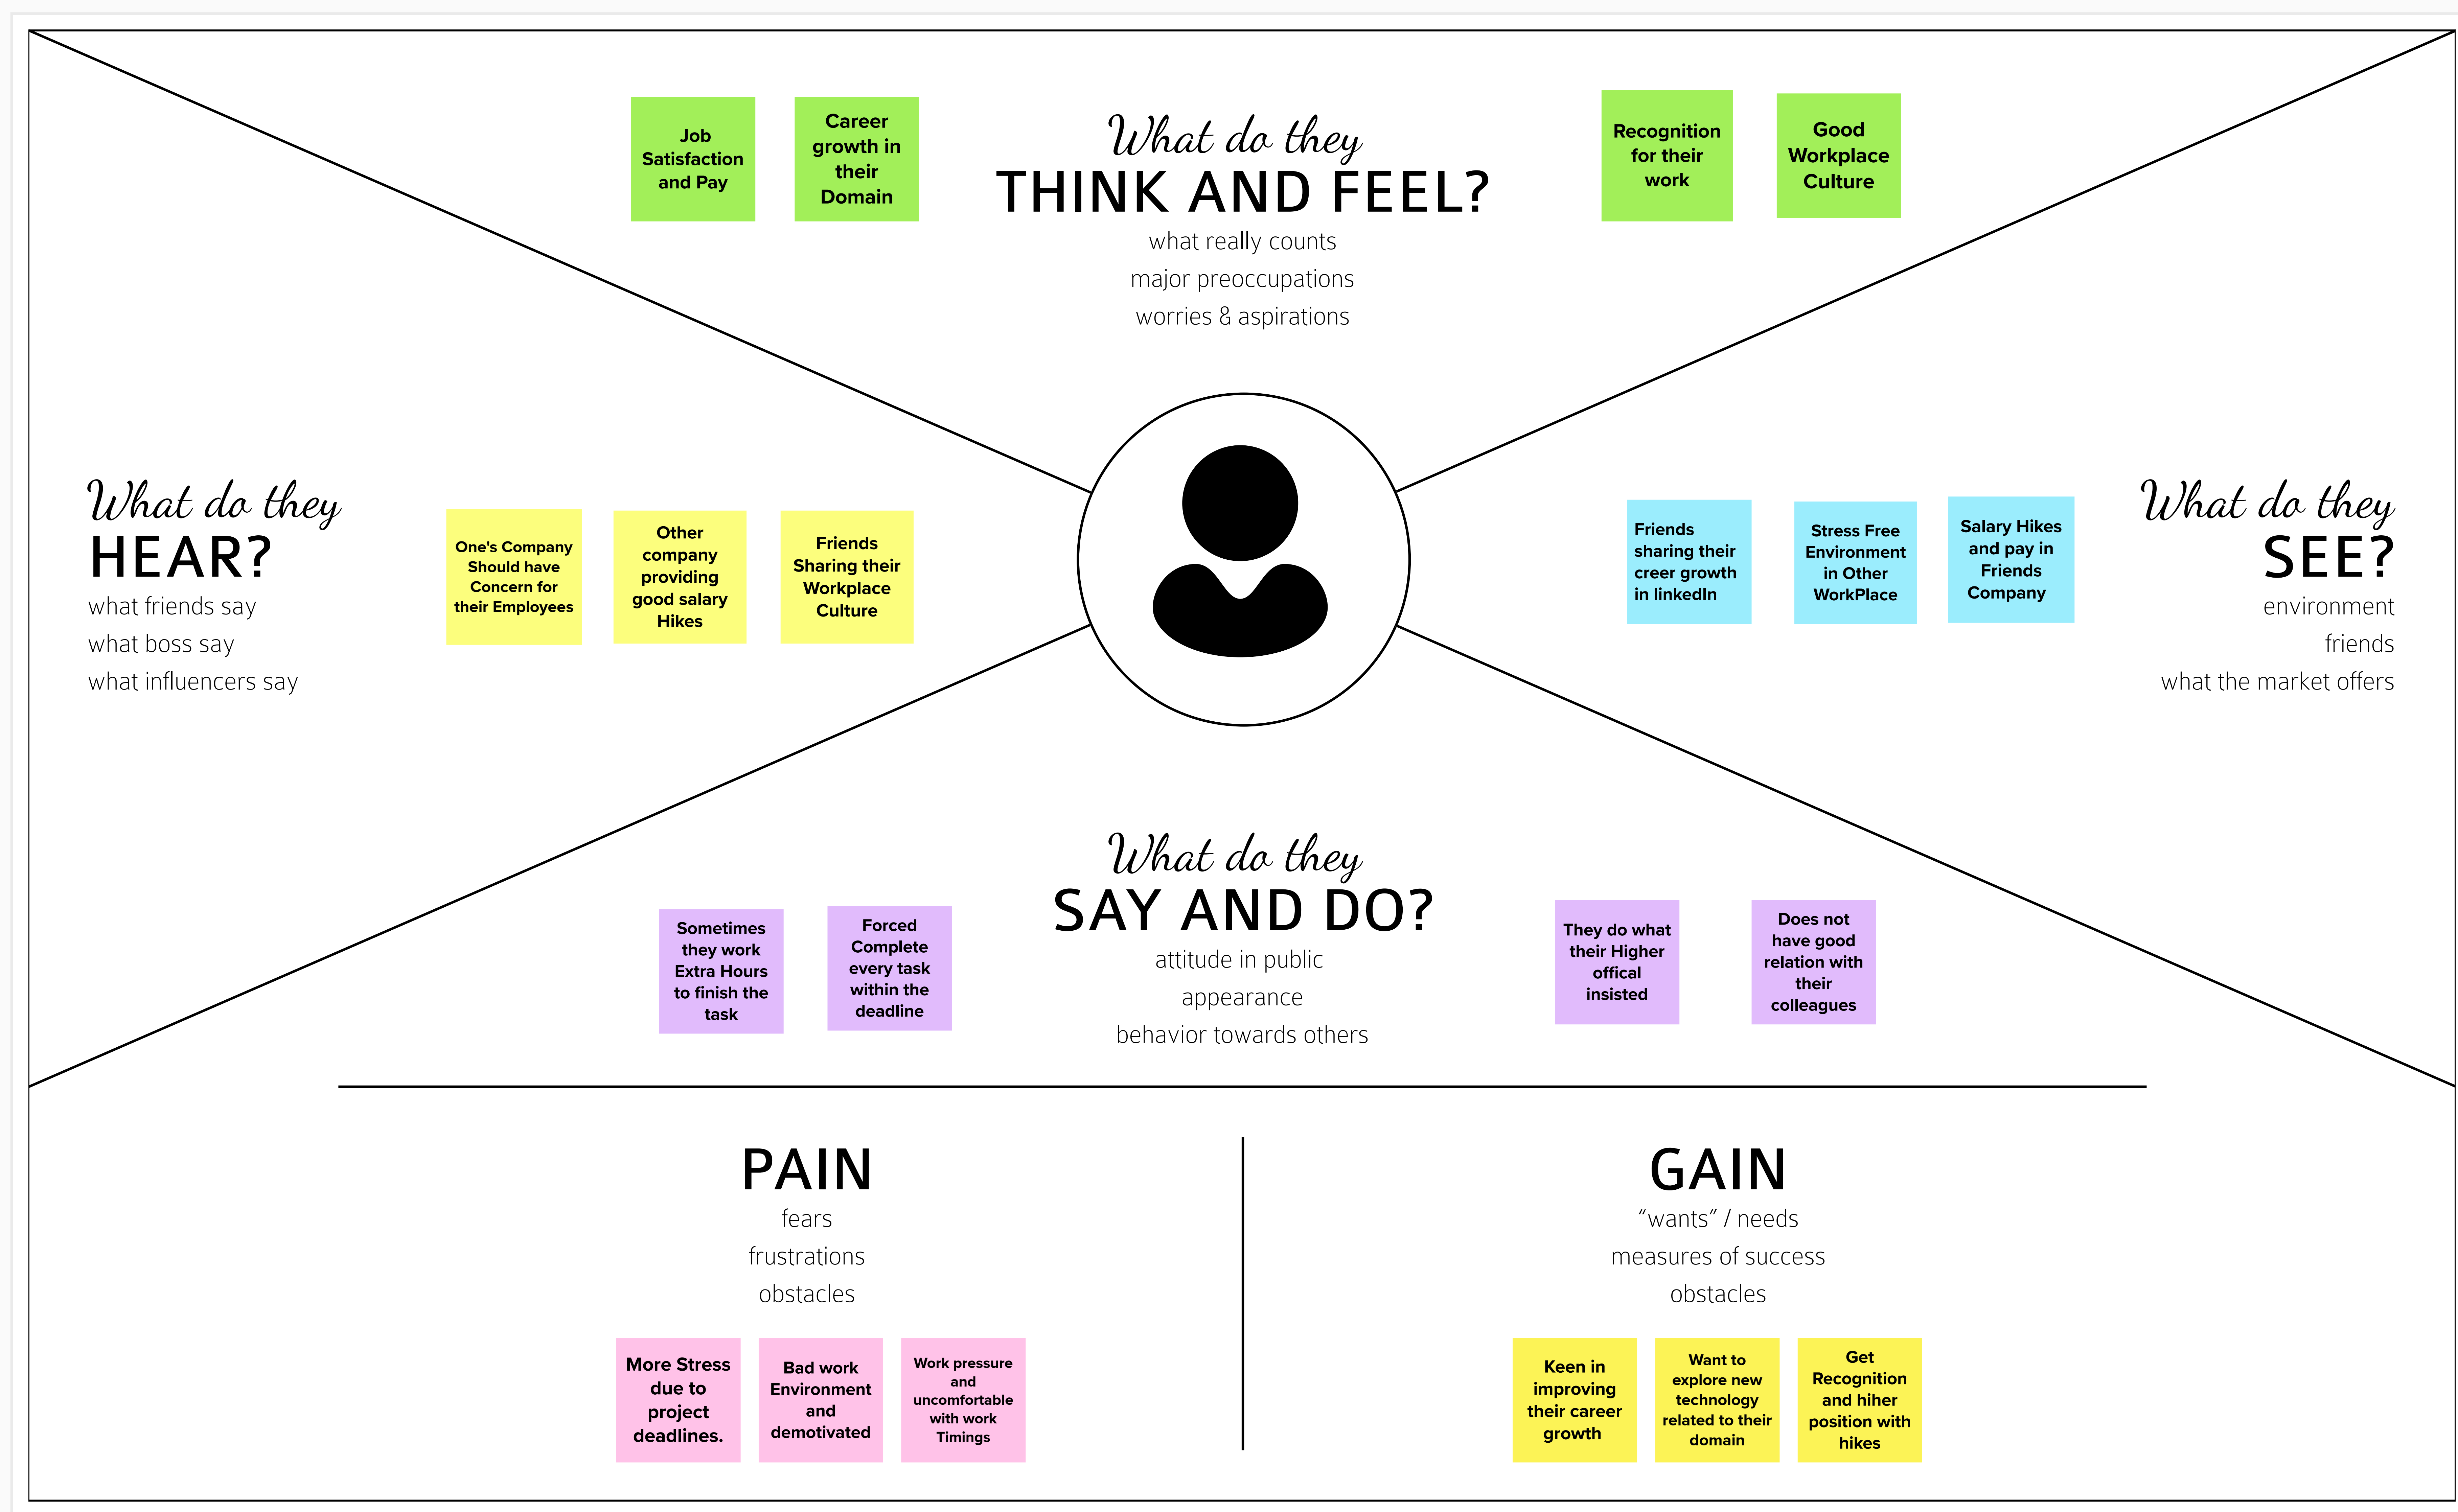 Job
Satisfaction
and Pay
Career
growth in
their
Domain
What do they
THINK AND FEEL?
what really counts
major preoccupations
worries & aspirations
Recognition
for their
work
Good
Workplace
Culture
What do they
HEAR?
what friends say
what boss say
what influencers say
One's Company
Should have
Concern for
their Employees
Other
company
providing
good salary
Hikes
Friends
Sharing their
Workplace
Culture
Friends
sharing their
creer growth
in linkedIn
Stress Free
Environment
in Other
WorkPlace
Salary Hikes
and pay in
Friends
Company
What do they
SEE?
environment
friends
what the market offers
Sometimes
they work
Extra Hours
to finish the
task
Forced
Complete
every task
within the
deadline
What do they
SAY AND DO?
attitude in public
appearance
behavior towards others
They do what
their Higher
offical
insisted
Does not
have good
relation with
their
colleagues
PAIN
fears
frustrations
obstacles
More Stress
due to
project
deadlines.
Bad work
Environment
and
demotivated
Work pressure
and
uncomfortable
with work
Timings
GAIN
“wants” / needs
measures of success
obstacles
Keen in
improving
their career
growth
Want to
explore new
technology
related to their
domain
Get
Recognition
and hiher
position with
hikes